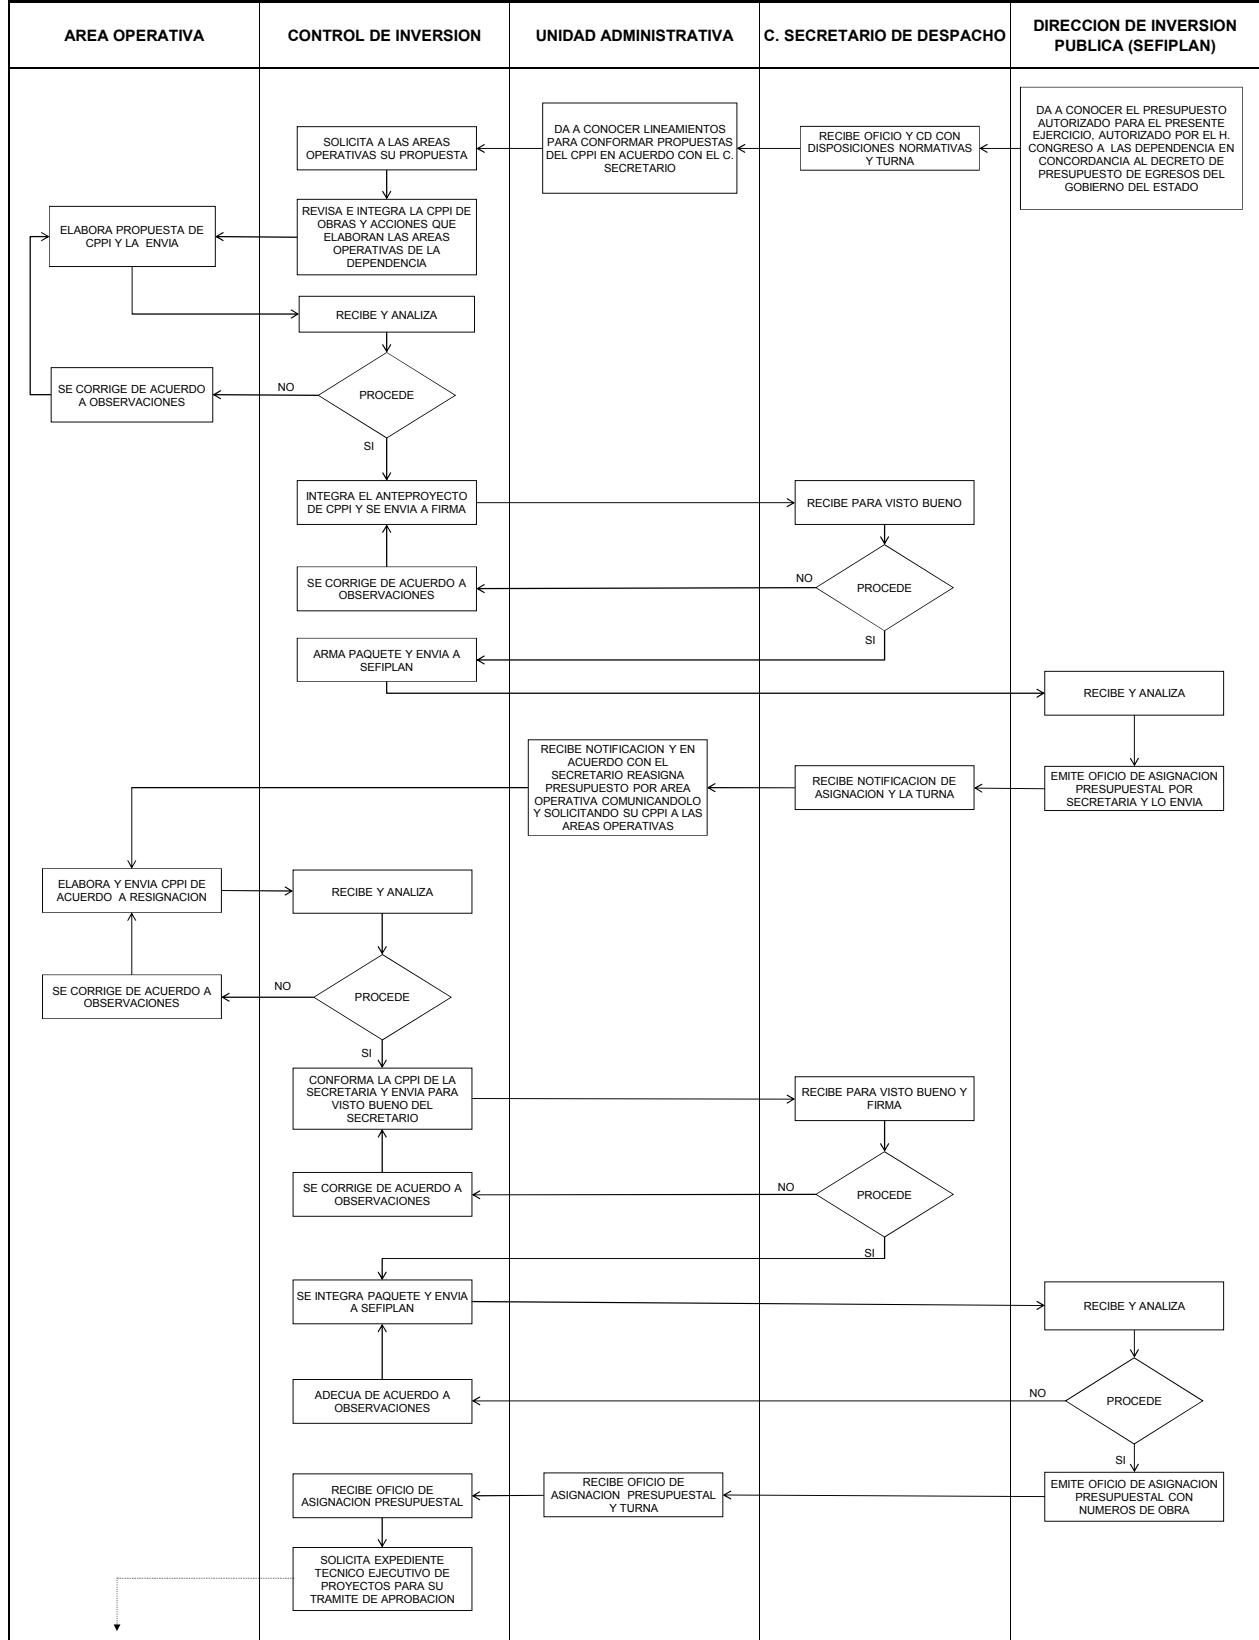 AREA OPERATIVA
CONTROL DE INVERSION
UNIDAD ADMINISTRATIVA
C. SECRETARIO DE DESPACHO
DIRECCION DE INVERSION
PUBLICA (SEFIPLAN)
DA A CONOCER EL PRESUPUESTO
AUTORIZADO PARA EL PRESENTE
EJERCICIO, AUTORIZADO POR EL H.
CONGRESO A LAS DEPENDENCIA EN
CONCORDANCIA AL DECRETO DE
PRESUPUESTO DE EGRESOS DEL
GOBIERNO DEL ESTADO
RECIBE OFICIO Y CD CON
DISPOSICIONES NORMATIVAS
Y TURNA
DA A CONOCER LINEAMIENTOS
PARA CONFORMAR PROPUESTAS
DEL CPPI EN ACUERDO CON EL C.
SECRETARIO
SOLICITA A LAS AREAS
OPERATIVAS SU PROPUESTA
REVISA E INTEGRA LA CPPI DE
OBRAS Y ACCIONES QUE
ELABORAN LAS AREAS
OPERATIVAS DE LA
DEPENDENCIA
ELABORA PROPUESTA DE
CPPI Y LA ENVIA
RECIBE Y ANALIZA
PROCEDE
NO
SE CORRIGE DE ACUERDO
A OBSERVACIONES
SI
INTEGRA EL ANTEPROYECTO
DE CPPI Y SE ENVIA A FIRMA
RECIBE PARA VISTO BUENO
PROCEDE
NO
SE CORRIGE DE ACUERDO A
OBSERVACIONES
SI
ARMA PAQUETE Y ENVIA A
SEFIPLAN
RECIBE Y ANALIZA
EMITE OFICIO DE ASIGNACION
PRESUPUESTAL POR
SECRETARIA Y LO ENVIA
RECIBE NOTIFICACION DE
ASIGNACION Y LA TURNA
RECIBE NOTIFICACION Y EN
ACUERDO CON EL
SECRETARIO REASIGNA
PRESUPUESTO POR AREA
OPERATIVA COMUNICANDOLO
Y SOLICITANDO SU CPPI A LAS
AREAS OPERATIVAS
ELABORA Y ENVIA CPPI DE
ACUERDO A RESIGNACION
RECIBE Y ANALIZA
PROCEDE
NO
SE CORRIGE DE ACUERDO A
OBSERVACIONES
SI
CONFORMA LA CPPI DE LA
SECRETARIA Y ENVIA PARA
VISTO BUENO DEL
SECRETARIO
RECIBE PARA VISTO BUENO Y
FIRMA
PROCEDE
NO
SE CORRIGE DE ACUERDO A
OBSERVACIONES
SI
SE INTEGRA PAQUETE Y ENVIA
A SEFIPLAN
RECIBE Y ANALIZA
PROCEDE
NO
ADECUA DE ACUERDO A
OBSERVACIONES
SI
EMITE OFICIO DE ASIGNACION
PRESUPUESTAL CON
NUMEROS DE OBRA
RECIBE OFICIO DE
ASIGNACION PRESUPUESTAL
Y TURNA
RECIBE OFICIO DE
ASIGNACION PRESUPUESTAL
SOLICITA EXPEDIENTE
TECNICO EJECUTIVO DE
PROYECTOS PARA SU
TRAMITE DE APROBACION